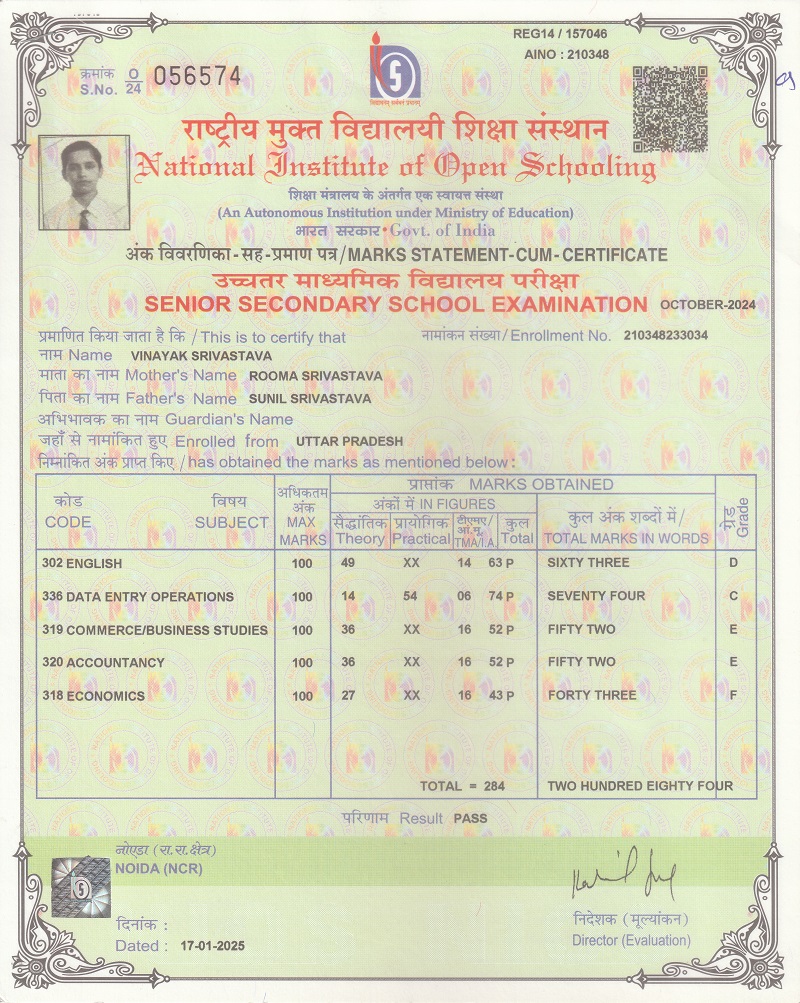 REG14 / 157046
AINO : 210348
क्रमांक O
S.No. 24 056574
राष्ट्रीय मुक्त विद्यालयी शिक्षा संस्थान
National Institute of Open Schooling
शिक्षा मंत्रालय के अंतर्गत एक स्वायत्त संस्था
(An Autonomous Institution under Ministry of Education)
भारत सरकार • Govt. of India
अंक विवरणिका-सह-प्रमाण पत्र/MARKS STATEMENT-CUM-CERTIFICATE
उच्चतर माध्यमिक विद्यालय परीक्षा
SENIOR SECONDARY SCHOOL EXAMINATION OCTOBER-2024
प्रमाणित किया जाता है कि / This is to certify that नामांकन संख्या/Enrollment No. 210348233034
नाम Name VINAYAK SRIVASTAVA
माता का नाम Mother's Name ROOMA SRIVASTAVA
पिता का नाम Father's Name SUNIL SRIVASTAVA
अभिभावक का नाम Guardian's Name
जहाँ से नामांकित हुए Enrolled from UTTAR PRADESH
निम्नांकित अंक प्राप्त किए / has obtained the marks as mentioned below :
कोड
CODE
विषय
SUBJECT
अधिकतम
अंक
MAX
MARKS
प्राप्तांक MARKS OBTAINED
अंकों में IN FIGURES
सैद्धांतिक
Theory
प्रायोगिक
Practical
टीएमए/
आं.मू.
TMA/I.A.
कुल
Total
कुल अंक शब्दों में/
TOTAL MARKS IN WORDS
ग्रेड
Grade
302 ENGLISH 100 49 XX 14 63 P SIXTY THREE D
336 DATA ENTRY OPERATIONS 100 14 54 06 74 P SEVENTY FOUR C
319 COMMERCE/BUSINESS STUDIES 100 36 XX 16 52 P FIFTY TWO E
320 ACCOUNTANCY 100 36 XX 16 52 P FIFTY TWO E
318 ECONOMICS 100 27 XX 16 43 P FORTY THREE F
TOTAL = 284 TWO HUNDRED EIGHTY FOUR
परिणाम Result PASS
नोएडा (रा.रा.क्षेत्र)
NOIDA (NCR)
दिनांक :
Dated : 17-01-2025
निदेशक (मूल्यांकन)
Director (Evaluation)